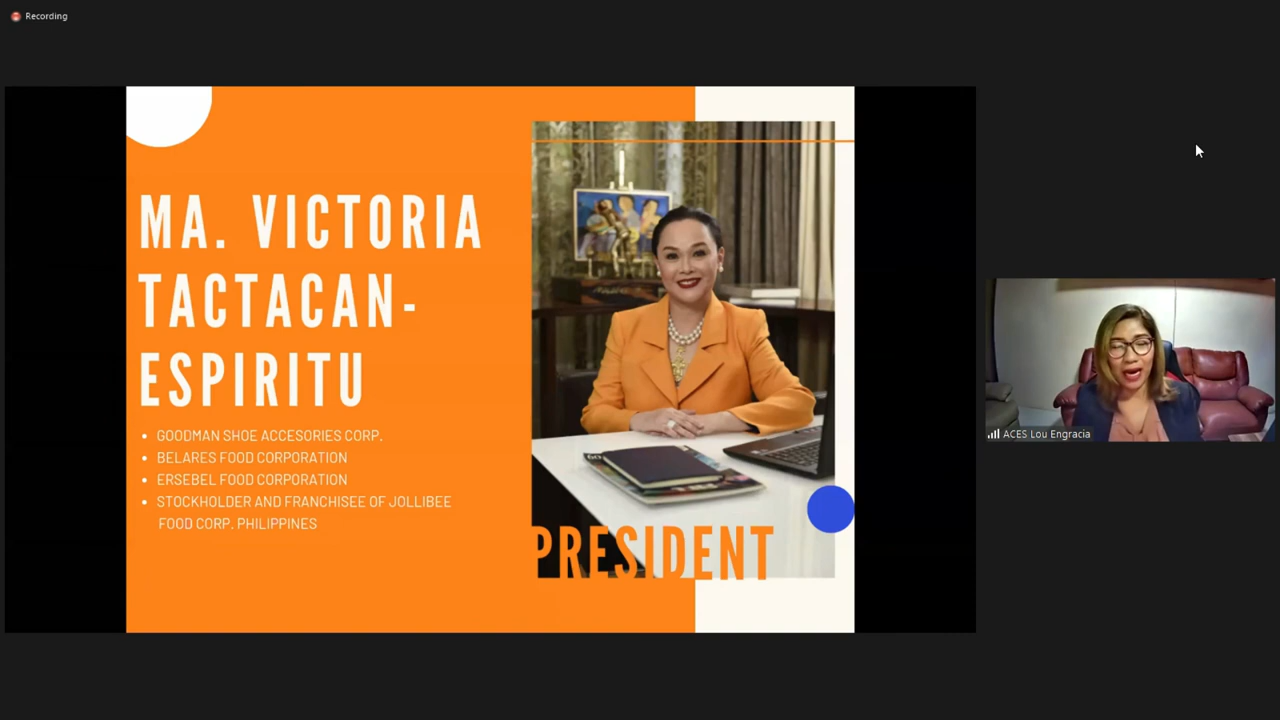 Recording
MA. VICTORIA
TACTACAN-
ESPIRITU
• GOODMAN SHOE ACCESORIES CORP.
• BELARES FOOD CORPORATION
• ERSEBEL FOOD CORPORATION
• STOCKHOLDER AND FRANCHISEE OF JOLLIBEE
FOOD CORP. PHILIPPINES
PRESIDENT
ACES Lou Engracia